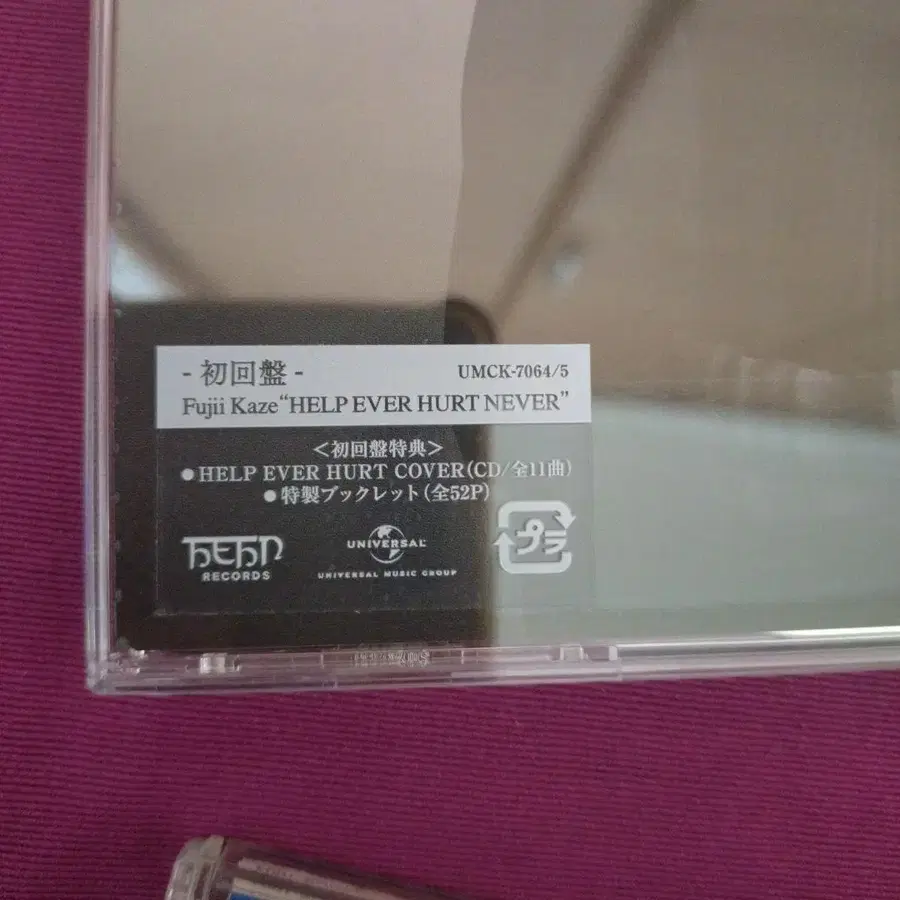 - 初回盤 -
UMCK-7064/5
Fujii Kaze “HELP EVER HURT NEVER”
＜初回盤特典＞
●HELP EVER HURT COVER(CD/全11曲)
●特製ブックレット(全52P)
HEHN
RECORDS
UNIVERSAL
UNIVERSAL MUSIC GROUP
プラ